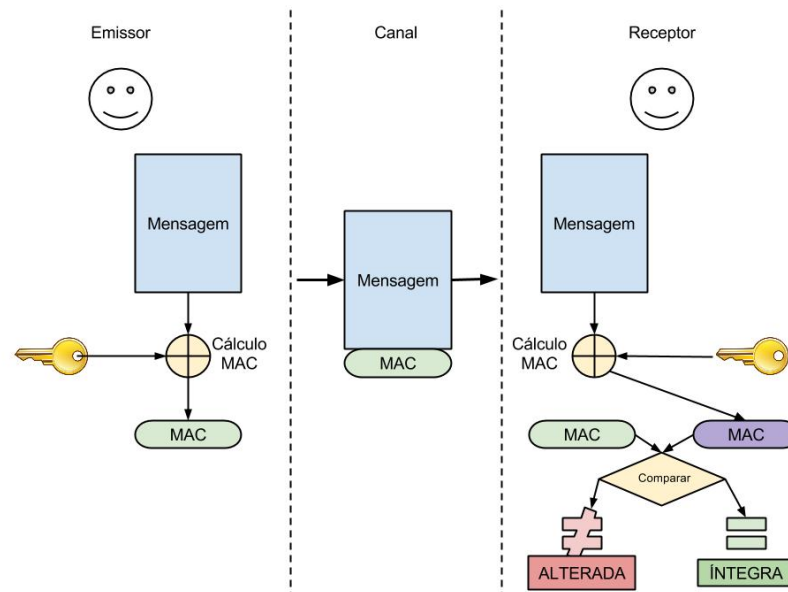 Emissor
Canal
Receptor
Mensagem
Cálculo
MAC
MAC
Mensagem
MAC
Mensagem
Cálculo
MAC
MAC
MAC
Comparar
ALTERADA
ÍNTEGRA